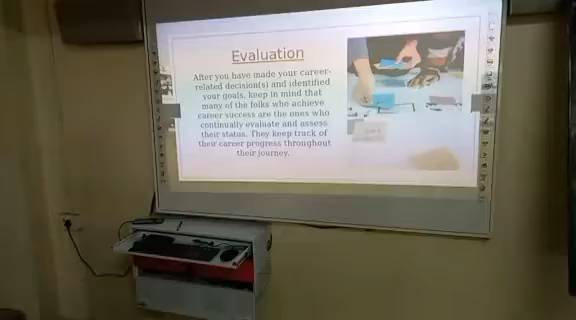 Evaluation
After you have made your career-
related decision(s) and identified
your goals, keep in mind that
many of the folks who achieve
career success are the ones who
continually evaluate and assess
their status. They keep track of
their career progress throughout
their journey.